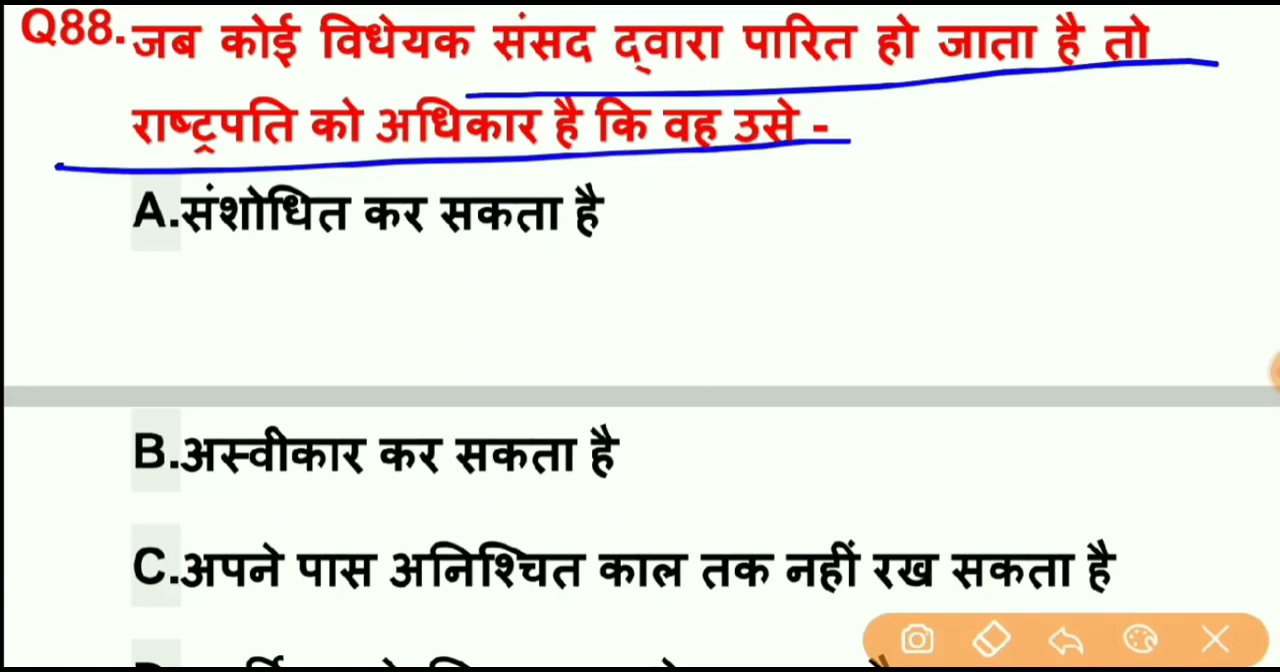 Q88.जब कोई विधेयक संसद द्वारा पारित हो जाता है तो
राष्ट्रपति को अधिकार है कि वह उसे -
A.संशोधित कर सकता है
B.अस्वीकार कर सकता है
C.अपने पास अनिश्चित काल तक नहीं रख सकता है